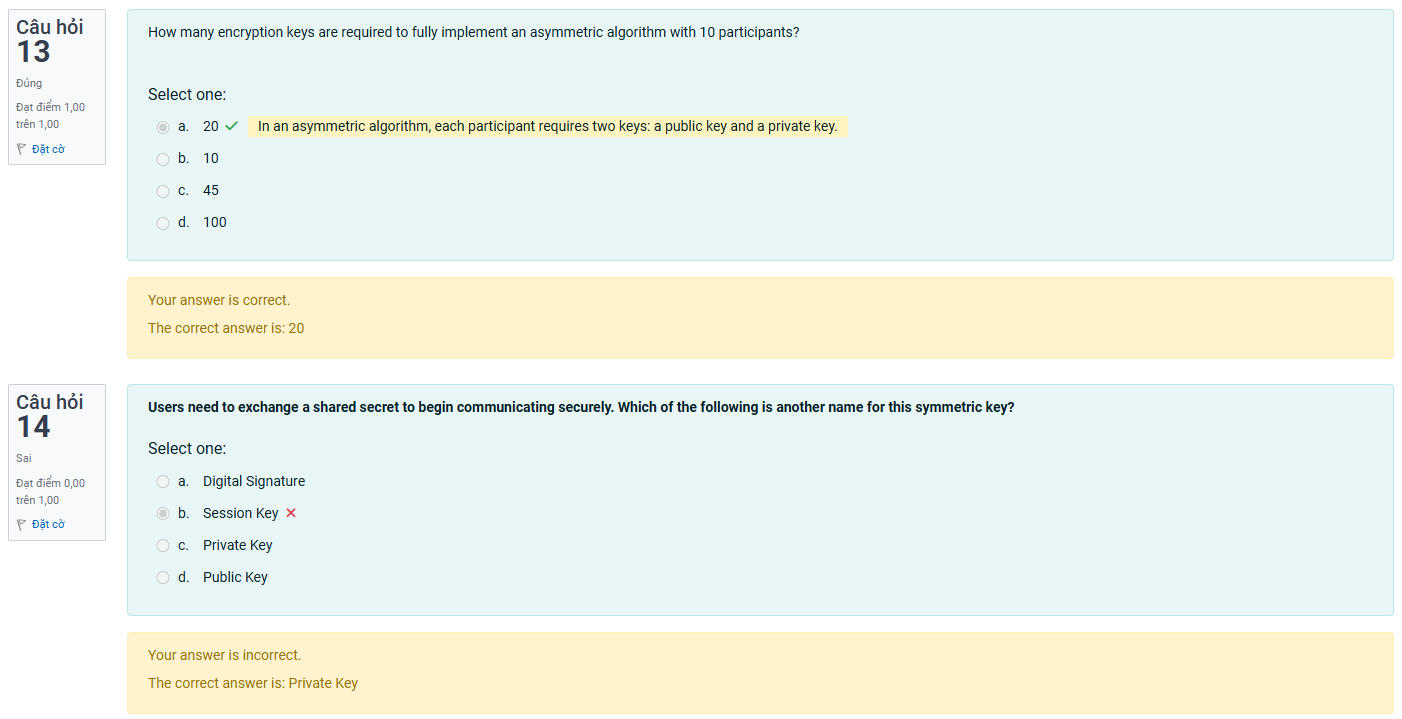 Câu hỏi
13
Đúng
Đạt điểm 1,00
trên 1,00
Đặt cờ
How many encryption keys are required to fully implement an asymmetric algorithm with 10 participants?
Select one:
a. 20 In an asymmetric algorithm, each participant requires two keys: a public key and a private key.
b. 10
c. 45
d. 100
Your answer is correct.
The correct answer is: 20
Câu hỏi
14
Sai
Đạt điểm 0,00
trên 1,00
Đặt cờ
Users need to exchange a shared secret to begin communicating securely. Which of the following is another name for this symmetric key?
Select one:
a. Digital Signature
b. Session Key
c. Private Key
d. Public Key
Your answer is incorrect.
The correct answer is: Private Key